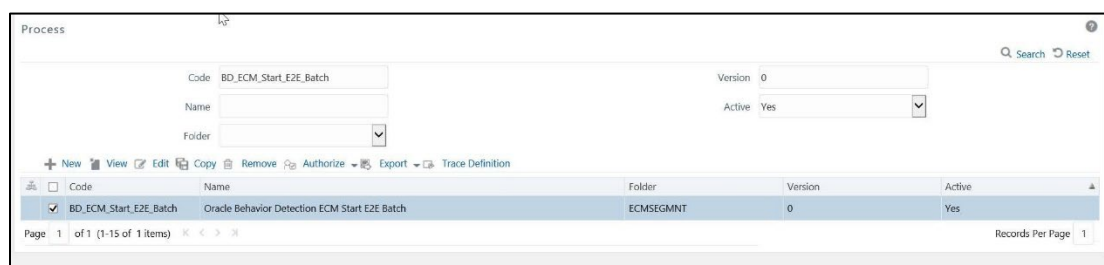 Process
Search Reset
Code BD_ECM_Start_E2E_Batch Version 0
Name Active Yes
Folder
New View Edit Copy Remove Authorize Export Trace Definition
Code Name Folder Version Active
BD_ECM_Start_E2E_Batch Oracle Behavior Detection ECM Start E2E Batch ECMSEGMNT 0 Yes
Page 1 of 1 (1-15 of 1 items) Records Per Page 1